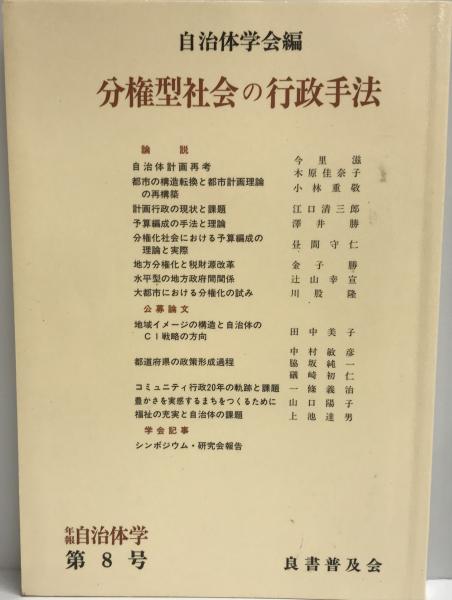 自治体学会編
分権型社会の行政手法
論説
自治体計画再考 今里滋
木原佳奈子
都市の構造転換と都市計画理論
の再構築 小林重敬
計画行政の現状と課題 江口清三郎
予算編成の手法と理論 澤井勝
分権化社会における予算編成の
理論と実際 昼間守仁
地方分権化と税財源改革 金子勝
水平型の地方政府間関係 辻山幸宣
大都市における分権化の試み 川股隆
公募論文
地域イメージの構造と自治体の
CI戦略の方向 田中美子
中村敏彦
都道府県の政策形成過程 脇坂純一
礒崎初仁
コミュニティ行政20年の軌跡と課題 一條義治
豊かさを実感するまちをつくるために 山口陽子
福祉の充実と自治体の課題 上池達男
学会記事
シンポジウム・研究会報告
年報自治体学
第8号
良書普及会